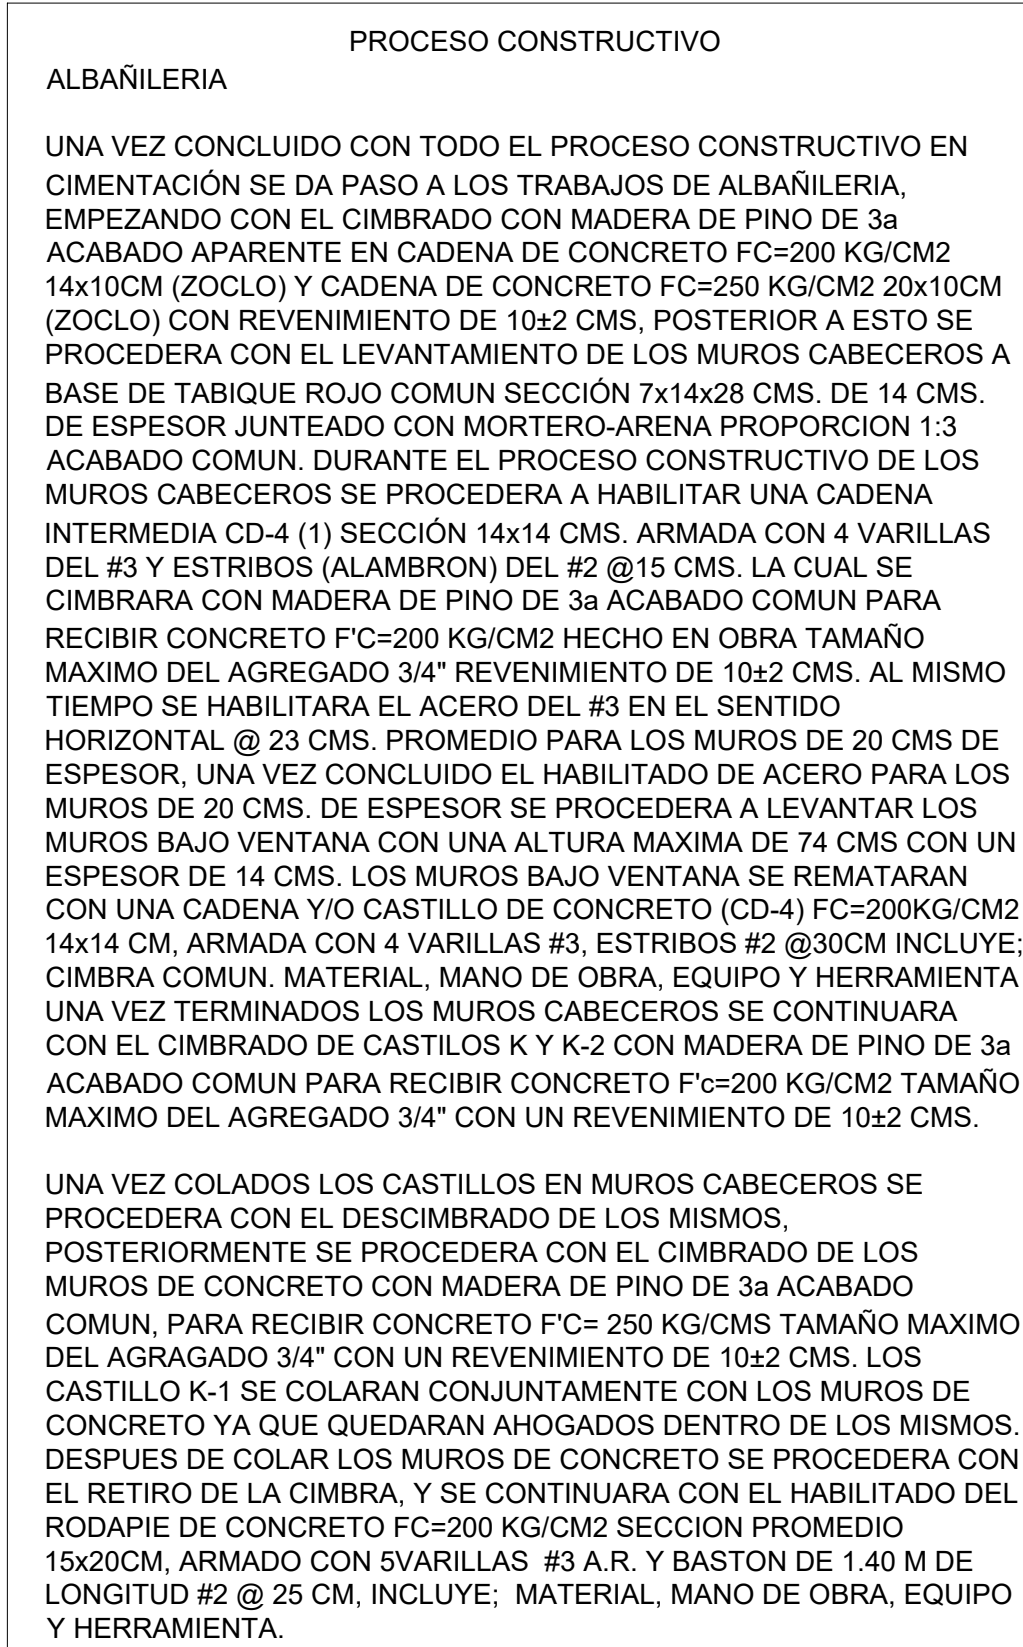 PROCESO CONSTRUCTIVO
ALBAÑILERIA
UNA VEZ CONCLUIDO CON TODO EL PROCESO CONSTRUCTIVO EN
CIMENTACIÓN SE DA PASO A LOS TRABAJOS DE ALBAÑILERIA,
EMPEZANDO CON EL CIMBRADO CON MADERA DE PINO DE 3a
ACABADO APARENTE EN CADENA DE CONCRETO FC=200 KG/CM2
14x10CM (ZOCLO) Y CADENA DE CONCRETO FC=250 KG/CM2 20x10CM
(ZOCLO) CON REVENIMIENTO DE 10±2 CMS, POSTERIOR A ESTO SE
PROCEDERA CON EL LEVANTAMIENTO DE LOS MUROS CABECEROS A
BASE DE TABIQUE ROJO COMUN SECCIÓN 7x14x28 CMS. DE 14 CMS.
DE ESPESOR JUNTEADO CON MORTERO-ARENA PROPORCION 1:3
ACABADO COMUN. DURANTE EL PROCESO CONSTRUCTIVO DE LOS
MUROS CABECEROS SE PROCEDERA A HABILITAR UNA CADENA
INTERMEDIA CD-4 (1) SECCIÓN 14x14 CMS. ARMADA CON 4 VARILLAS
DEL #3 Y ESTRIBOS (ALAMBRON) DEL #2 @15 CMS. LA CUAL SE
CIMBRARA CON MADERA DE PINO DE 3a ACABADO COMUN PARA
RECIBIR CONCRETO F'C=200 KG/CM2 HECHO EN OBRA TAMAÑO
MAXIMO DEL AGREGADO 3/4" REVENIMIENTO DE 10±2 CMS. AL MISMO
TIEMPO SE HABILITARA EL ACERO DEL #3 EN EL SENTIDO
HORIZONTAL @ 23 CMS. PROMEDIO PARA LOS MUROS DE 20 CMS DE
ESPESOR, UNA VEZ CONCLUIDO EL HABILITADO DE ACERO PARA LOS
MUROS DE 20 CMS. DE ESPESOR SE PROCEDERA A LEVANTAR LOS
MUROS BAJO VENTANA CON UNA ALTURA MAXIMA DE 74 CMS CON UN
ESPESOR DE 14 CMS. LOS MUROS BAJO VENTANA SE REMATARAN
CON UNA CADENA Y/O CASTILLO DE CONCRETO (CD-4) FC=200KG/CM2
14x14 CM, ARMADA CON 4 VARILLAS #3, ESTRIBOS #2 @30CM INCLUYE;
CIMBRA COMUN. MATERIAL, MANO DE OBRA, EQUIPO Y HERRAMIENTA
UNA VEZ TERMINADOS LOS MUROS CABECEROS SE CONTINUARA
CON EL CIMBRADO DE CASTILOS K Y K-2 CON MADERA DE PINO DE 3a
ACABADO COMUN PARA RECIBIR CONCRETO F'c=200 KG/CM2 TAMAÑO
MAXIMO DEL AGREGADO 3/4" CON UN REVENIMIENTO DE 10±2 CMS.
UNA VEZ COLADOS LOS CASTILLOS EN MUROS CABECEROS SE
PROCEDERA CON EL DESCIMBRADO DE LOS MISMOS,
POSTERIORMENTE SE PROCEDERA CON EL CIMBRADO DE LOS
MUROS DE CONCRETO CON MADERA DE PINO DE 3a ACABADO
COMUN, PARA RECIBIR CONCRETO F'C= 250 KG/CMS TAMAÑO MAXIMO
DEL AGRAGADO 3/4" CON UN REVENIMIENTO DE 10±2 CMS. LOS
CASTILLO K-1 SE COLARAN CONJUNTAMENTE CON LOS MUROS DE
CONCRETO YA QUE QUEDARAN AHOGADOS DENTRO DE LOS MISMOS.
DESPUES DE COLAR LOS MUROS DE CONCRETO SE PROCEDERA CON
EL RETIRO DE LA CIMBRA, Y SE CONTINUARA CON EL HABILITADO DEL
RODAPIE DE CONCRETO FC=200 KG/CM2 SECCION PROMEDIO
15x20CM, ARMADO CON 5VARILLAS #3 A.R. Y BASTON DE 1.40 M DE
LONGITUD #2 @ 25 CM, INCLUYE; MATERIAL, MANO DE OBRA, EQUIPO
Y HERRAMIENTA.